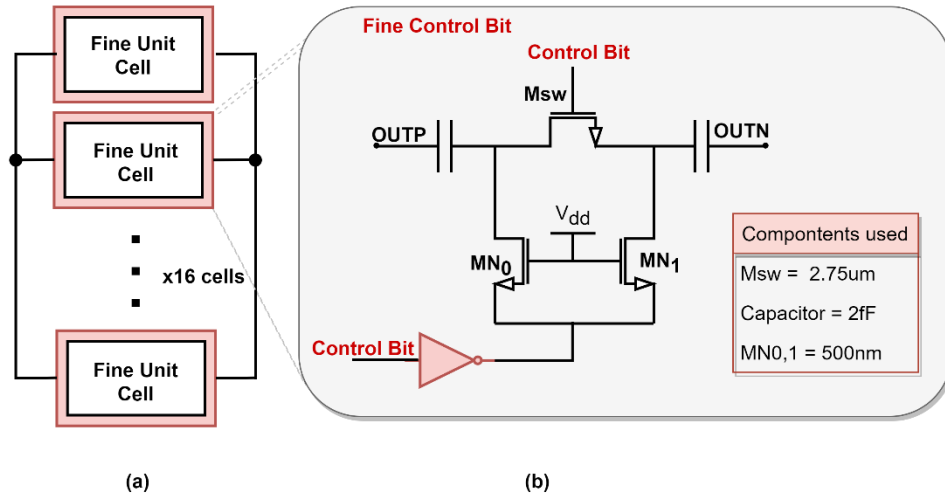 Fine Unit
Cell
Fine Unit
Cell
x16 cells
Fine Unit
Cell
(a)
Fine Control Bit
Control Bit
Msw
OUTP
OUTN
Vdd
MN0
MN1
Control Bit
Compontents used
Msw = 2.75um
Capacitor = 2fF
MN0,1 = 500nm
(b)